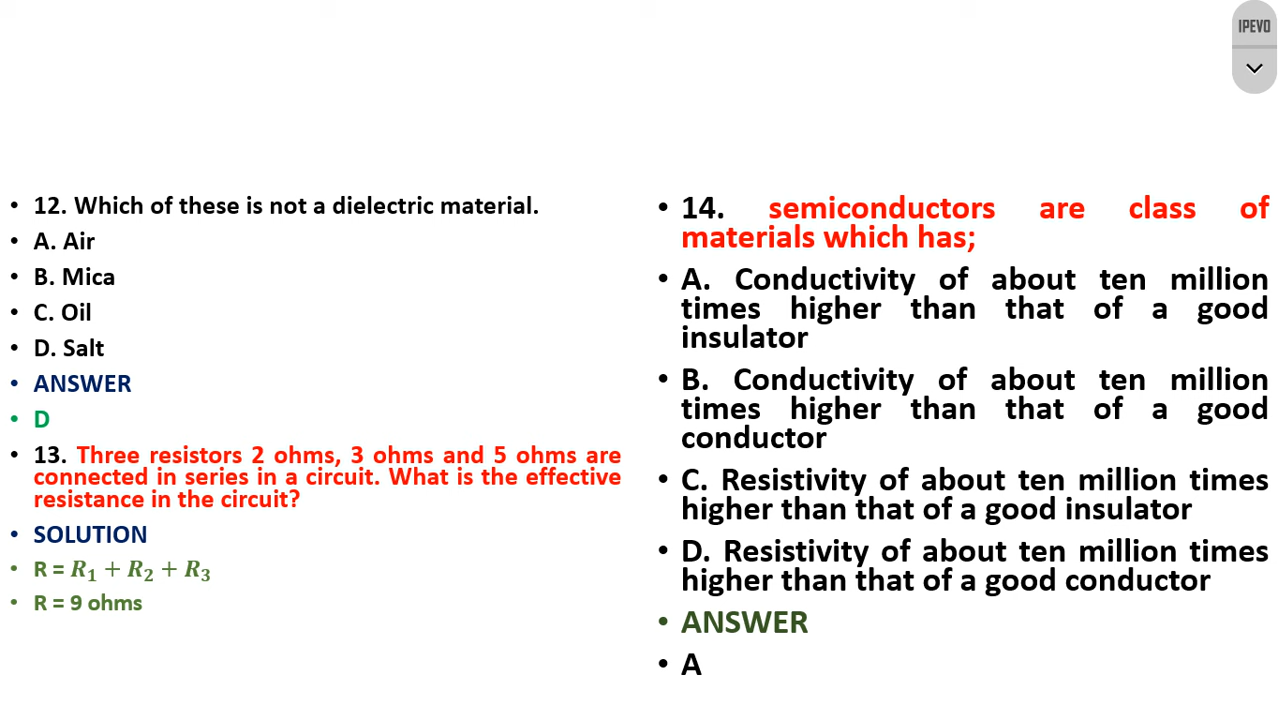 IPEVO
• 12. Which of these is not a dielectric material.
• A. Air
• B. Mica
• C. Oil
• D. Salt
• ANSWER
• D
• 13. Three resistors 2 ohms, 3 ohms and 5 ohms are
connected in series in a circuit. What is the effective
resistance in the circuit?
• SOLUTION
• R = R₁ + R₂ + R₃
• R = 9 ohms
• 14. semiconductors are class of
materials which has;
• A. Conductivity of about ten million
times higher than that of a good
insulator
• B. Conductivity of about ten million
times higher than that of a good
conductor
• C. Resistivity of about ten million times
higher than that of a good insulator
• D. Resistivity of about ten million times
higher than that of a good conductor
• ANSWER
• A